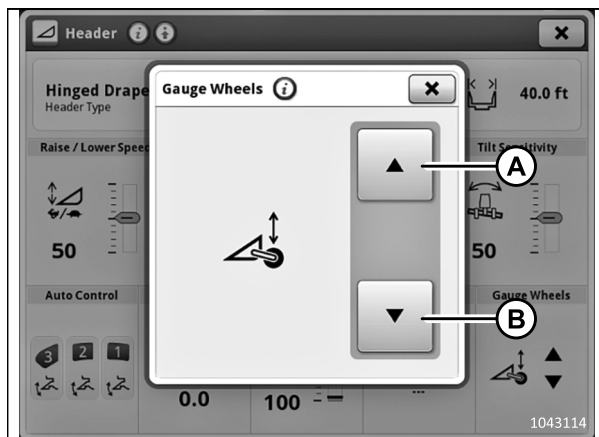 Header
Hinged Drape
Header Type
40.0 ft
Gauge Wheels
Raise / Lower Speed
Tilt Sensitivity
A
50
50
Auto Control
Gauge Wheels
B
3 2 1
0.0
100
---
1043114